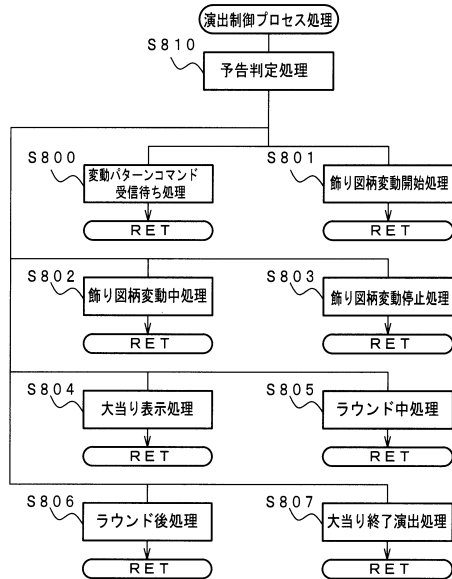 演出制御プロセス処理
S810
予告判定処理
S800
変動パターンコマンド
受信待ち処理
RET
S801
飾り図柄変動開始処理
RET
S802
飾り図柄変動中処理
RET
S803
飾り図柄変動停止処理
RET
S804
大当り表示処理
RET
S805
ラウンド中処理
RET
S806
ラウンド後処理
RET
S807
大当り終了演出処理
RET